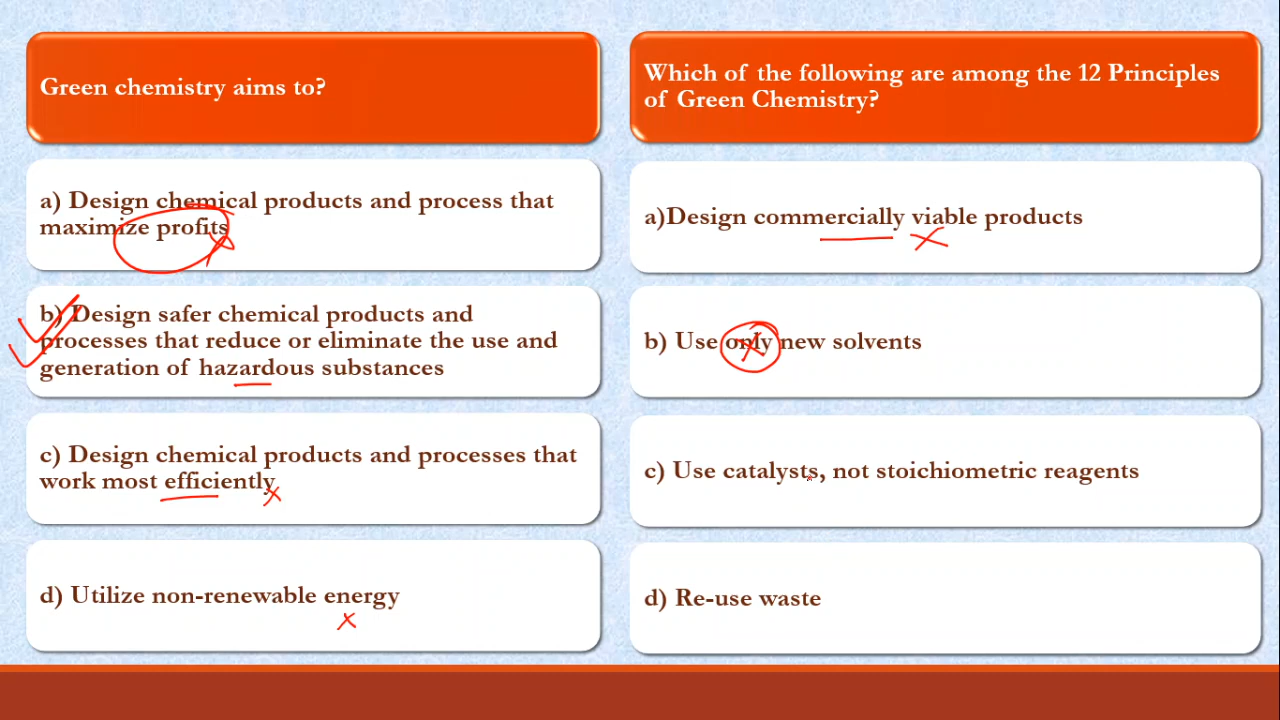 Green chemistry aims to?
a) Design chemical products and process that
maximize profits
b) Design safer chemical products and
processes that reduce or eliminate the use and
generation of hazardous substances
c) Design chemical products and processes that
work most efficiently
d) Utilize non-renewable energy
Which of the following are among the 12 Principles
of Green Chemistry?
a)Design commercially viable products
b) Use only new solvents
c) Use catalysts, not stoichiometric reagents
d) Re-use waste